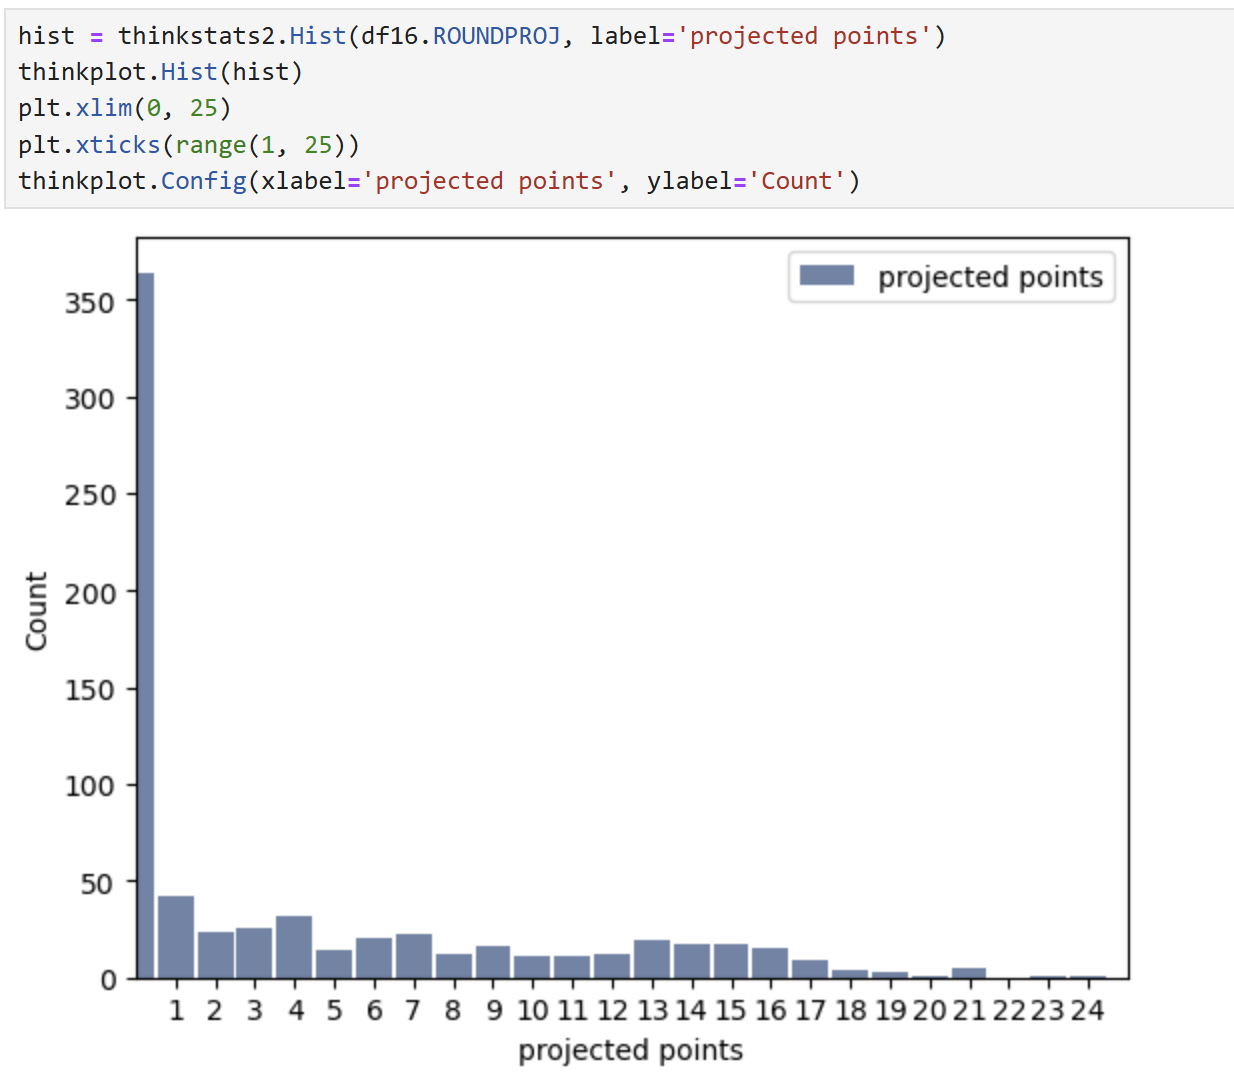 hist = thinkstats2.Hist(df16.ROUNDPROJ, label='projected points')
thinkplot.Hist(hist)
plt.xlim(0, 25)
plt.xticks(range(1, 25))
thinkplot.Config(xlabel='projected points', ylabel='Count')
projected points
350
300
250
200
150
100
50
0
Count
1 2 3 4 5 6 7 8 9 10 11 12 13 14 15 16 17 18 19 20 21 22 23 24
projected points